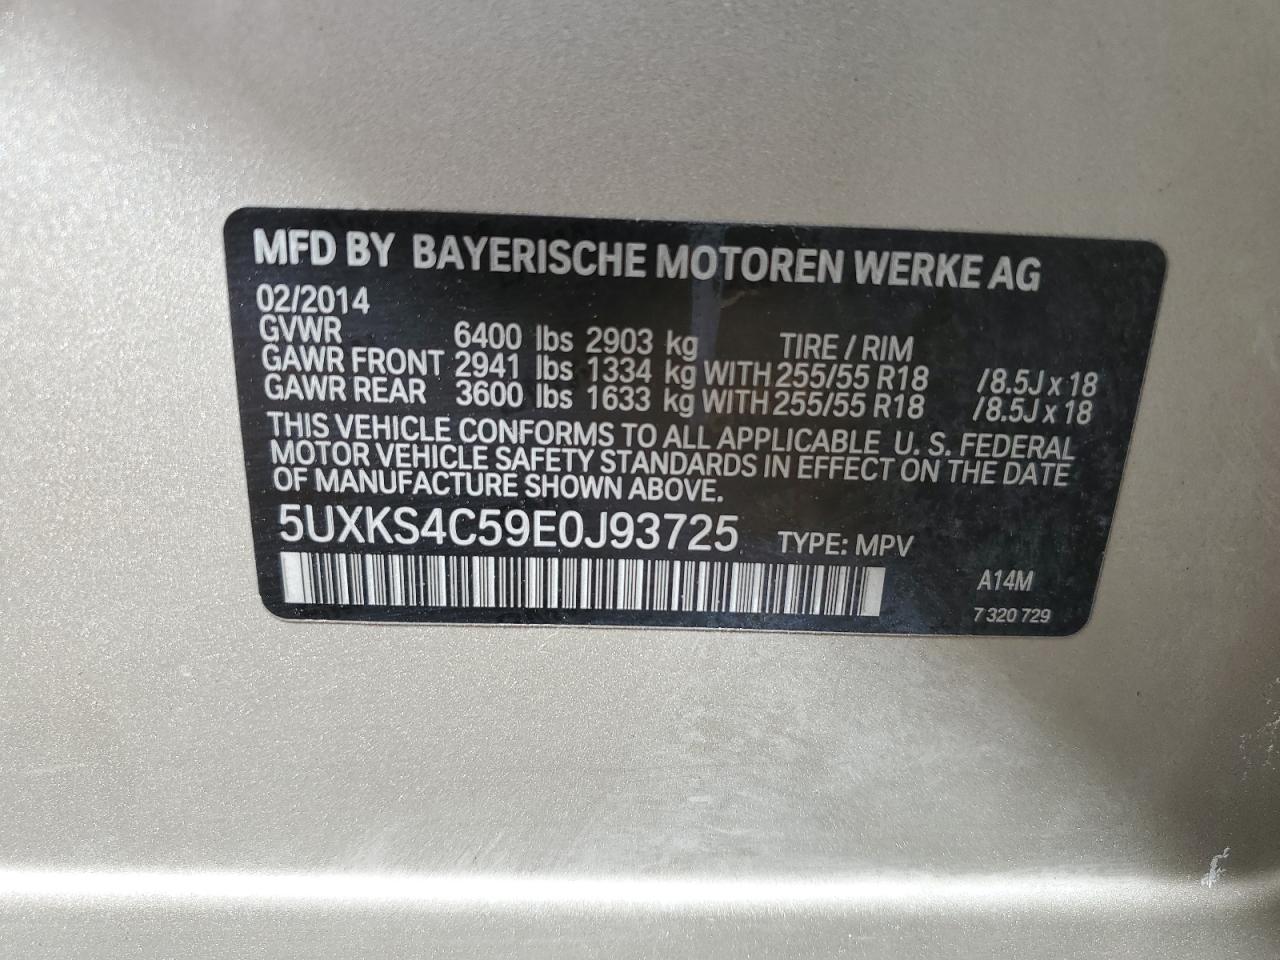 MFD BY BAYERISCHE MOTOREN WERKE AG
02/2014
GVWR 6400 lbs 2903 kg TIRE / RIM
GAWR FRONT 2941 lbs 1334 kg WITH 255/55 R18 /8.5J x 18
GAWR REAR 3600 lbs 1633 kg WITH 255/55 R18 /8.5J x 18
THIS VEHICLE CONFORMS TO ALL APPLICABLE U. S. FEDERAL
MOTOR VEHICLE SAFETY STANDARDS IN EFFECT ON THE DATE
OF MANUFACTURE SHOWN ABOVE.
5UXKS4C59E0J93725 TYPE: MPV
A14M
7 320 729